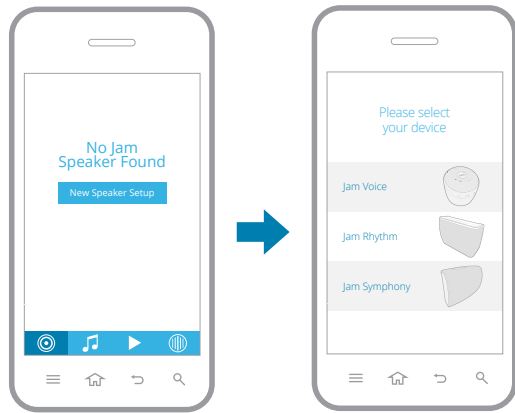 No Jam
Speaker Found
New Speaker Setup
Please select
your device
Jam Voice
Jam Rhythm
Jam Symphony